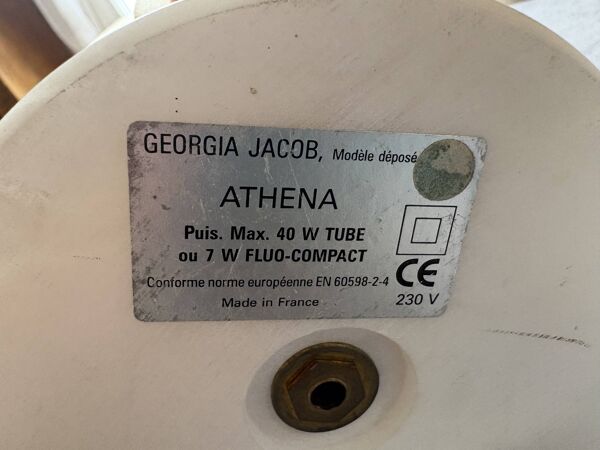 GEORGIA JACOB, Modèle déposé
ATHENA
Puis. Max. 40 W TUBE
ou 7 W FLUO-COMPACT
Conforme norme européenne EN 60598-2-4
CE
Made in France
230 V